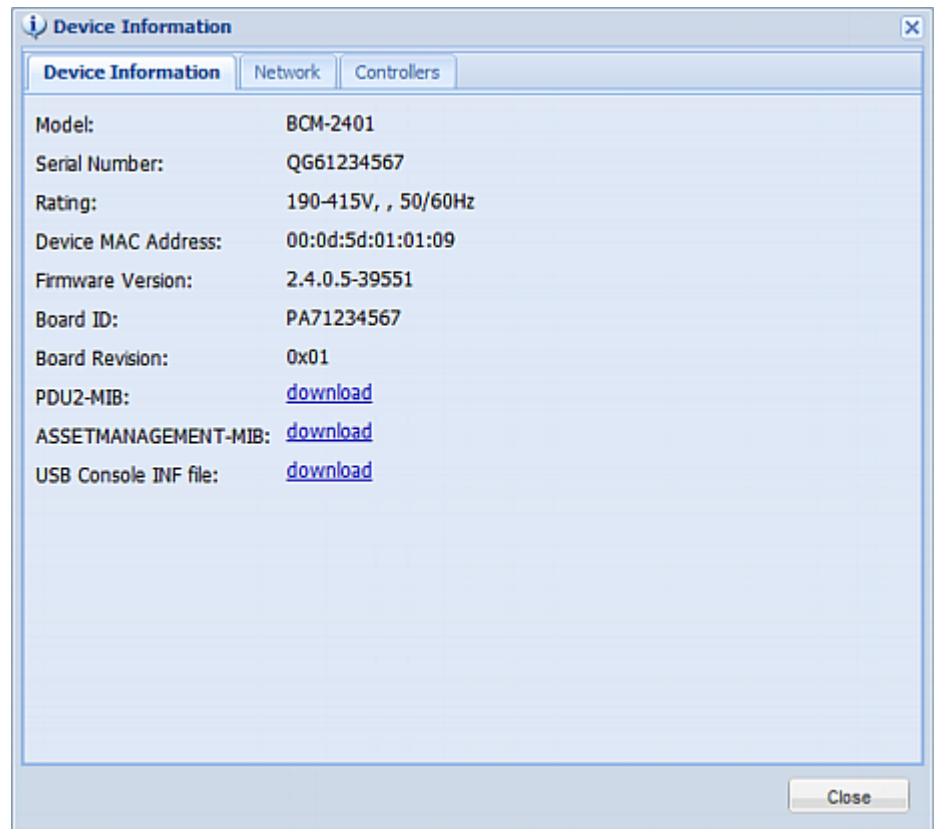 Device Information
Device Information Network Controllers
Model: BCM-2401
Serial Number: QG61234567
Rating: 190-415V, , 50/60Hz
Device MAC Address: 00:0d:5d:01:01:09
Firmware Version: 2.4.0.5-39551
Board ID: PA71234567
Board Revision: 0x01
PDU2-MIB: download
ASSETMANAGEMENT-MIB: download
USB Console INF file: download
Close